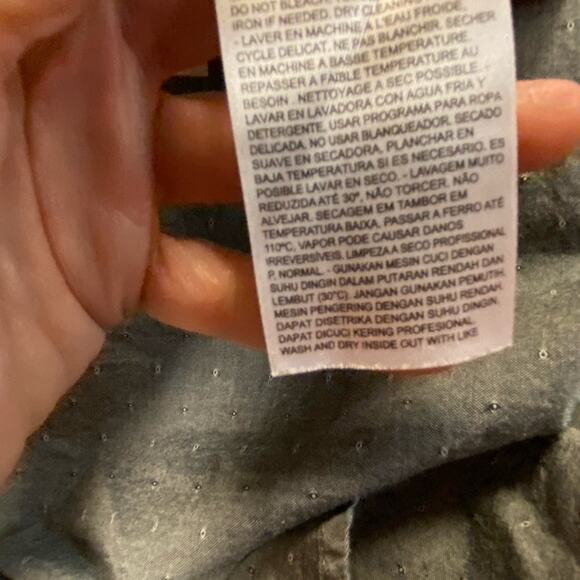 DO NOT BLEACH,
IRON IF NEEDED. DRY CLEANING
- LAVER EN MACHINE A L'EAU FROIDE,
CYCLE DELICAT. NE PAS BLANCHIR. SECHER
EN MACHINE A BASSE TEMPERATURE.
REPASSER A FAIBLE TEMPERATURE AU
BESOIN . NETTOYAGE A SEC POSSIBLE. -
LAVAR EN LAVADORA CON AGUA FRIA Y
DETERGENTE, USAR PROGRAMA PARA ROPA
DELICADA, NO USAR BLANQUEADOR, SECADO
SUAVE EN SECADORA, PLANCHAR EN
BAJA TEMPERATURA SI ES NECESARIO, ES
POSIBLE LAVAR EN SECO. - LAVAGEM MUITO
REDUZIDA ATÉ 30°, NÃO TORCER. NÃO
ALVEJAR. SECAGEM EM TAMBOR EM
TEMPERATURA BAIXA, PASSAR A FERRO ATÉ
110ºC, VAPOR PODE CAUSAR DANOS
IRREVERSÍVEIS. LIMPEZA A SECO PROFISSIONAL
P, NORMAL. - GUNAKAN MESIN CUCI DENGAN
SUHU DINGIN DALAM PUTARAN RENDAH DAN
LEMBUT (30°C). JANGAN GUNAKAN PEMUTIH.
MESIN PENGERING DENGAN SUHU RENDAH.
DAPAT DISETRIKA DENGAN SUHU DINGIN,
DAPAT DICUCI KERING PROFESIONAL.
WASH AND DRY INSIDE OUT WITH LIKE